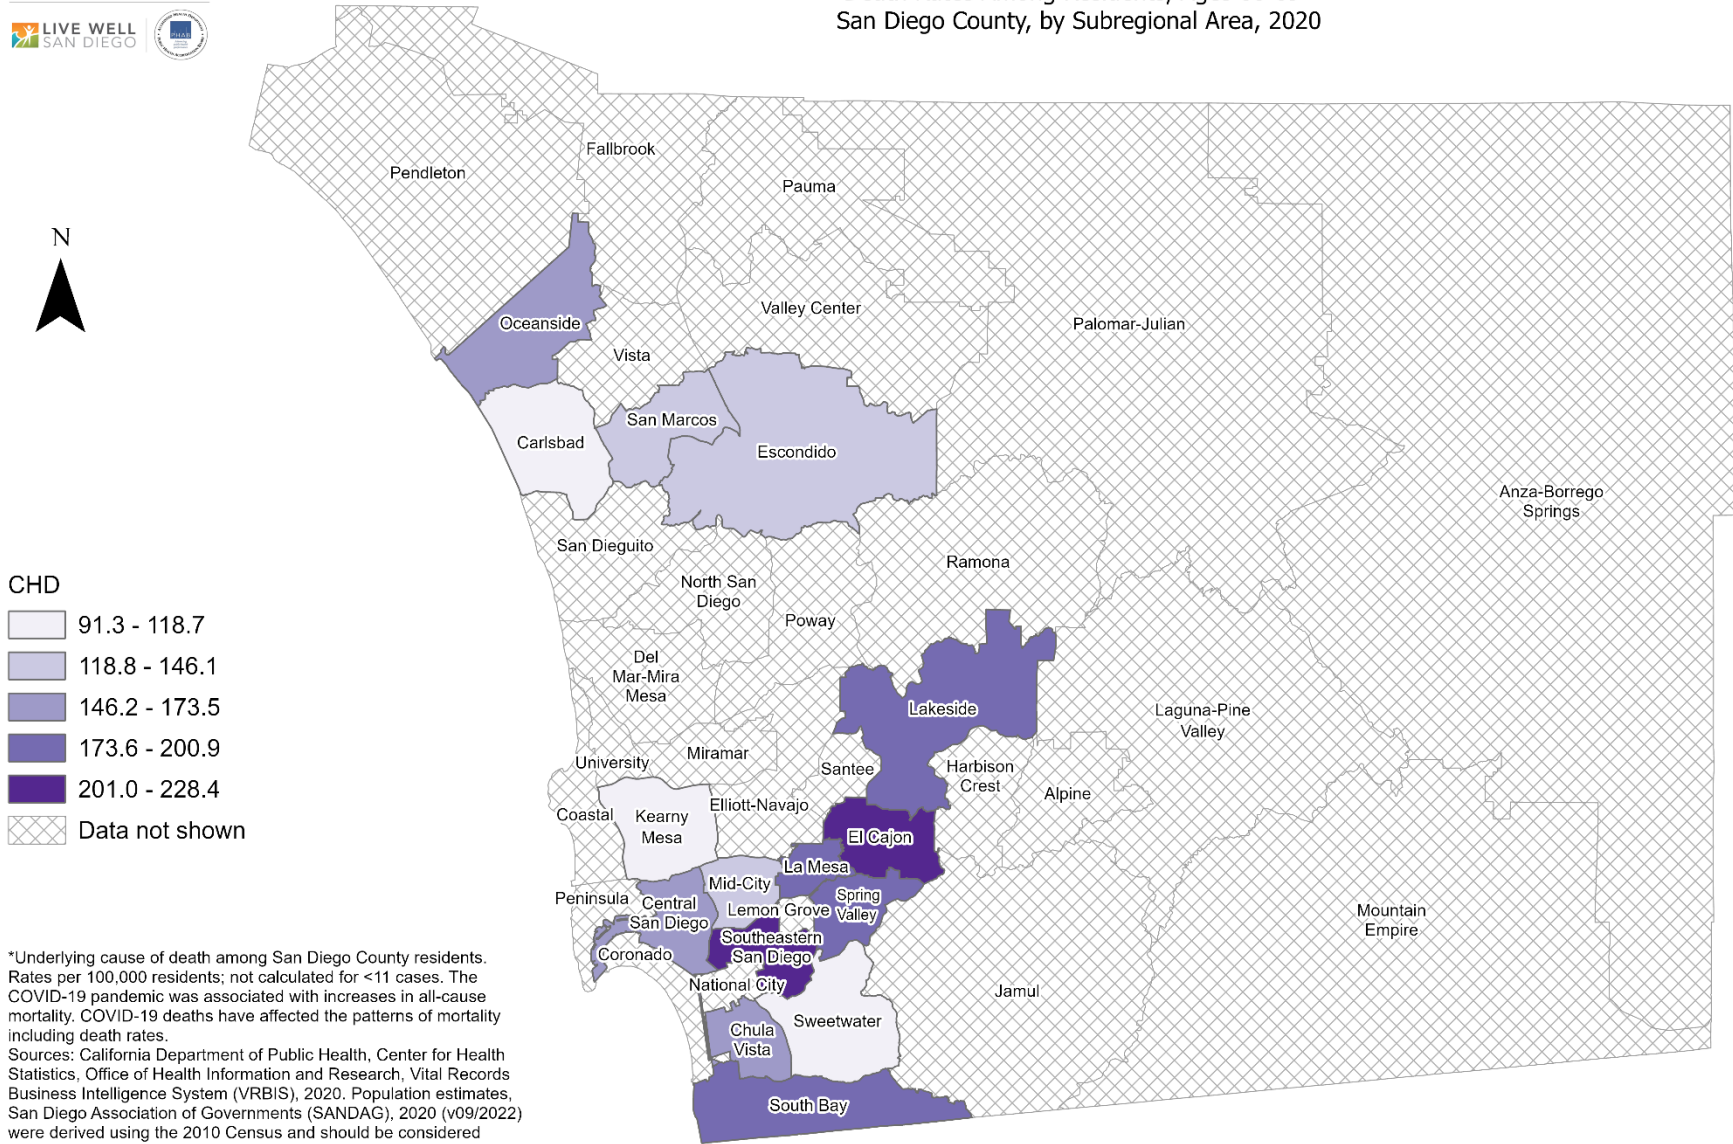 LIVE WELL
SAN DIEGO
PHAB
San Diego County, by Subregional Area, 2020
N
Pendleton
Fallbrook
Pauma
Oceanside
Vista
Valley Center
Palomar-Julian
Carlsbad
San Marcos
Escondido
Anza-Borrego
Springs
San Dieguito
North San
Diego
Poway
Ramona
Del
Mar-Mira
Mesa
Lakeside
Laguna-Pine
Valley
University
Miramar
Santee
Harbison
Crest
Alpine
Coastal
Kearny
Mesa
Elliott-Navajo
El Cajon
La Mesa
Peninsula
Central
San Diego
Mid-City
Lemon Grove
Spring
Valley
Mountain
Empire
Coronado
Southeastern
San Diego
National City
Jamul
Chula
Vista
Sweetwater
South Bay
CHD
91.3 - 118.7
118.8 - 146.1
146.2 - 173.5
173.6 - 200.9
201.0 - 228.4
Data not shown
*Underlying cause of death among San Diego County residents.
Rates per 100,000 residents; not calculated for <11 cases. The
COVID-19 pandemic was associated with increases in all-cause
mortality. COVID-19 deaths have affected the patterns of mortality
including death rates.
Sources: California Department of Public Health, Center for Health
Statistics, Office of Health Information and Research, Vital Records
Business Intelligence System (VRBIS), 2020. Population estimates,
San Diego Association of Governments (SANDAG), 2020 (v09/2022)
were derived using the 2010 Census and should be considered